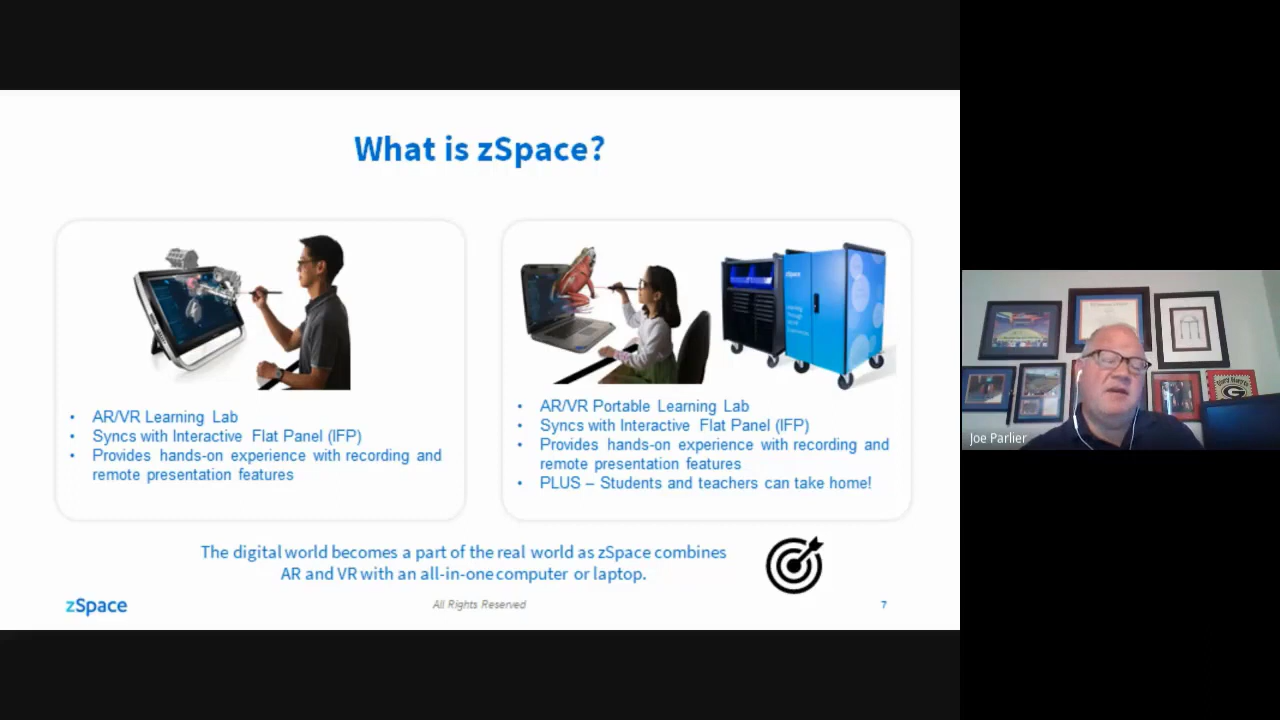 What is zSpace?
• AR/VR Learning Lab
• Syncs with Interactive Flat Panel (IFP)
• Provides hands-on experience with recording and
remote presentation features
zSpace
• AR/VR Portable Learning Lab
• Syncs with Interactive Flat Panel (IFP)
• Provides hands-on experience with recording and
remote presentation features
• PLUS – Students and teachers can take home!
The digital world becomes a part of the real world as zSpace combines
AR and VR with an all-in-one computer or laptop.
zSpace
All Rights Reserved
7
Joe Parlier
G